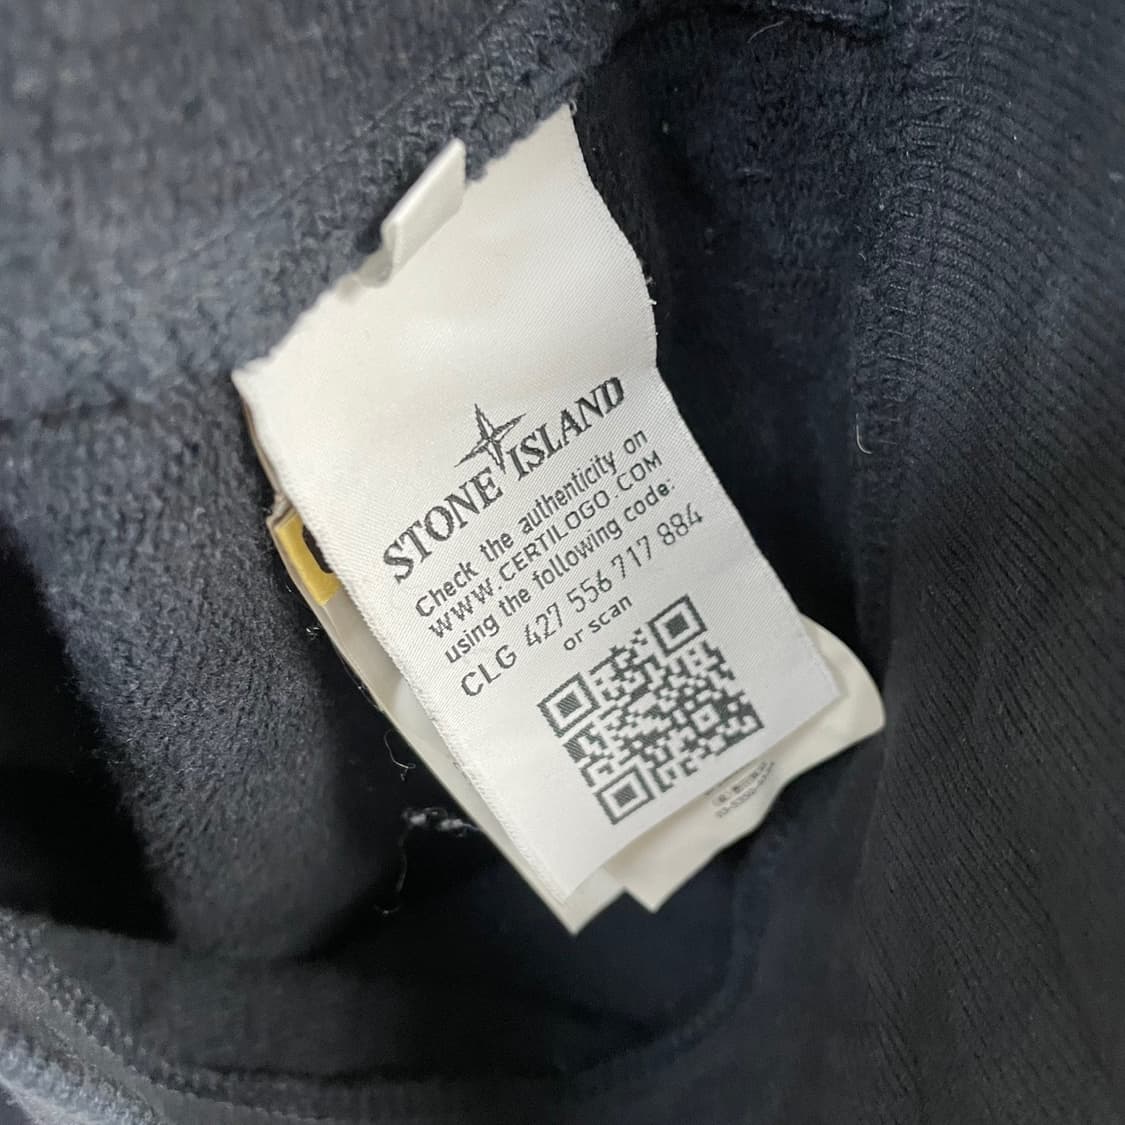 STONE ISLAND
Check the authenticity on
WWW.CERTILOGO.COM
using the following code:
CLG 427 556 717 884
or scan